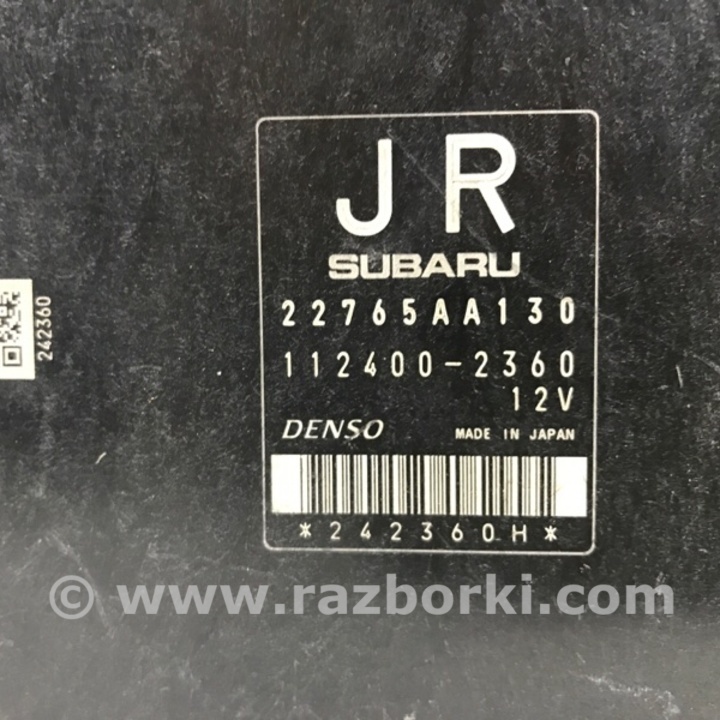 J R
SUBARU
22765AA130
112400-2360
12V
DENSO MADE IN JAPAN
*242360H*
242360
© www.razborki.com